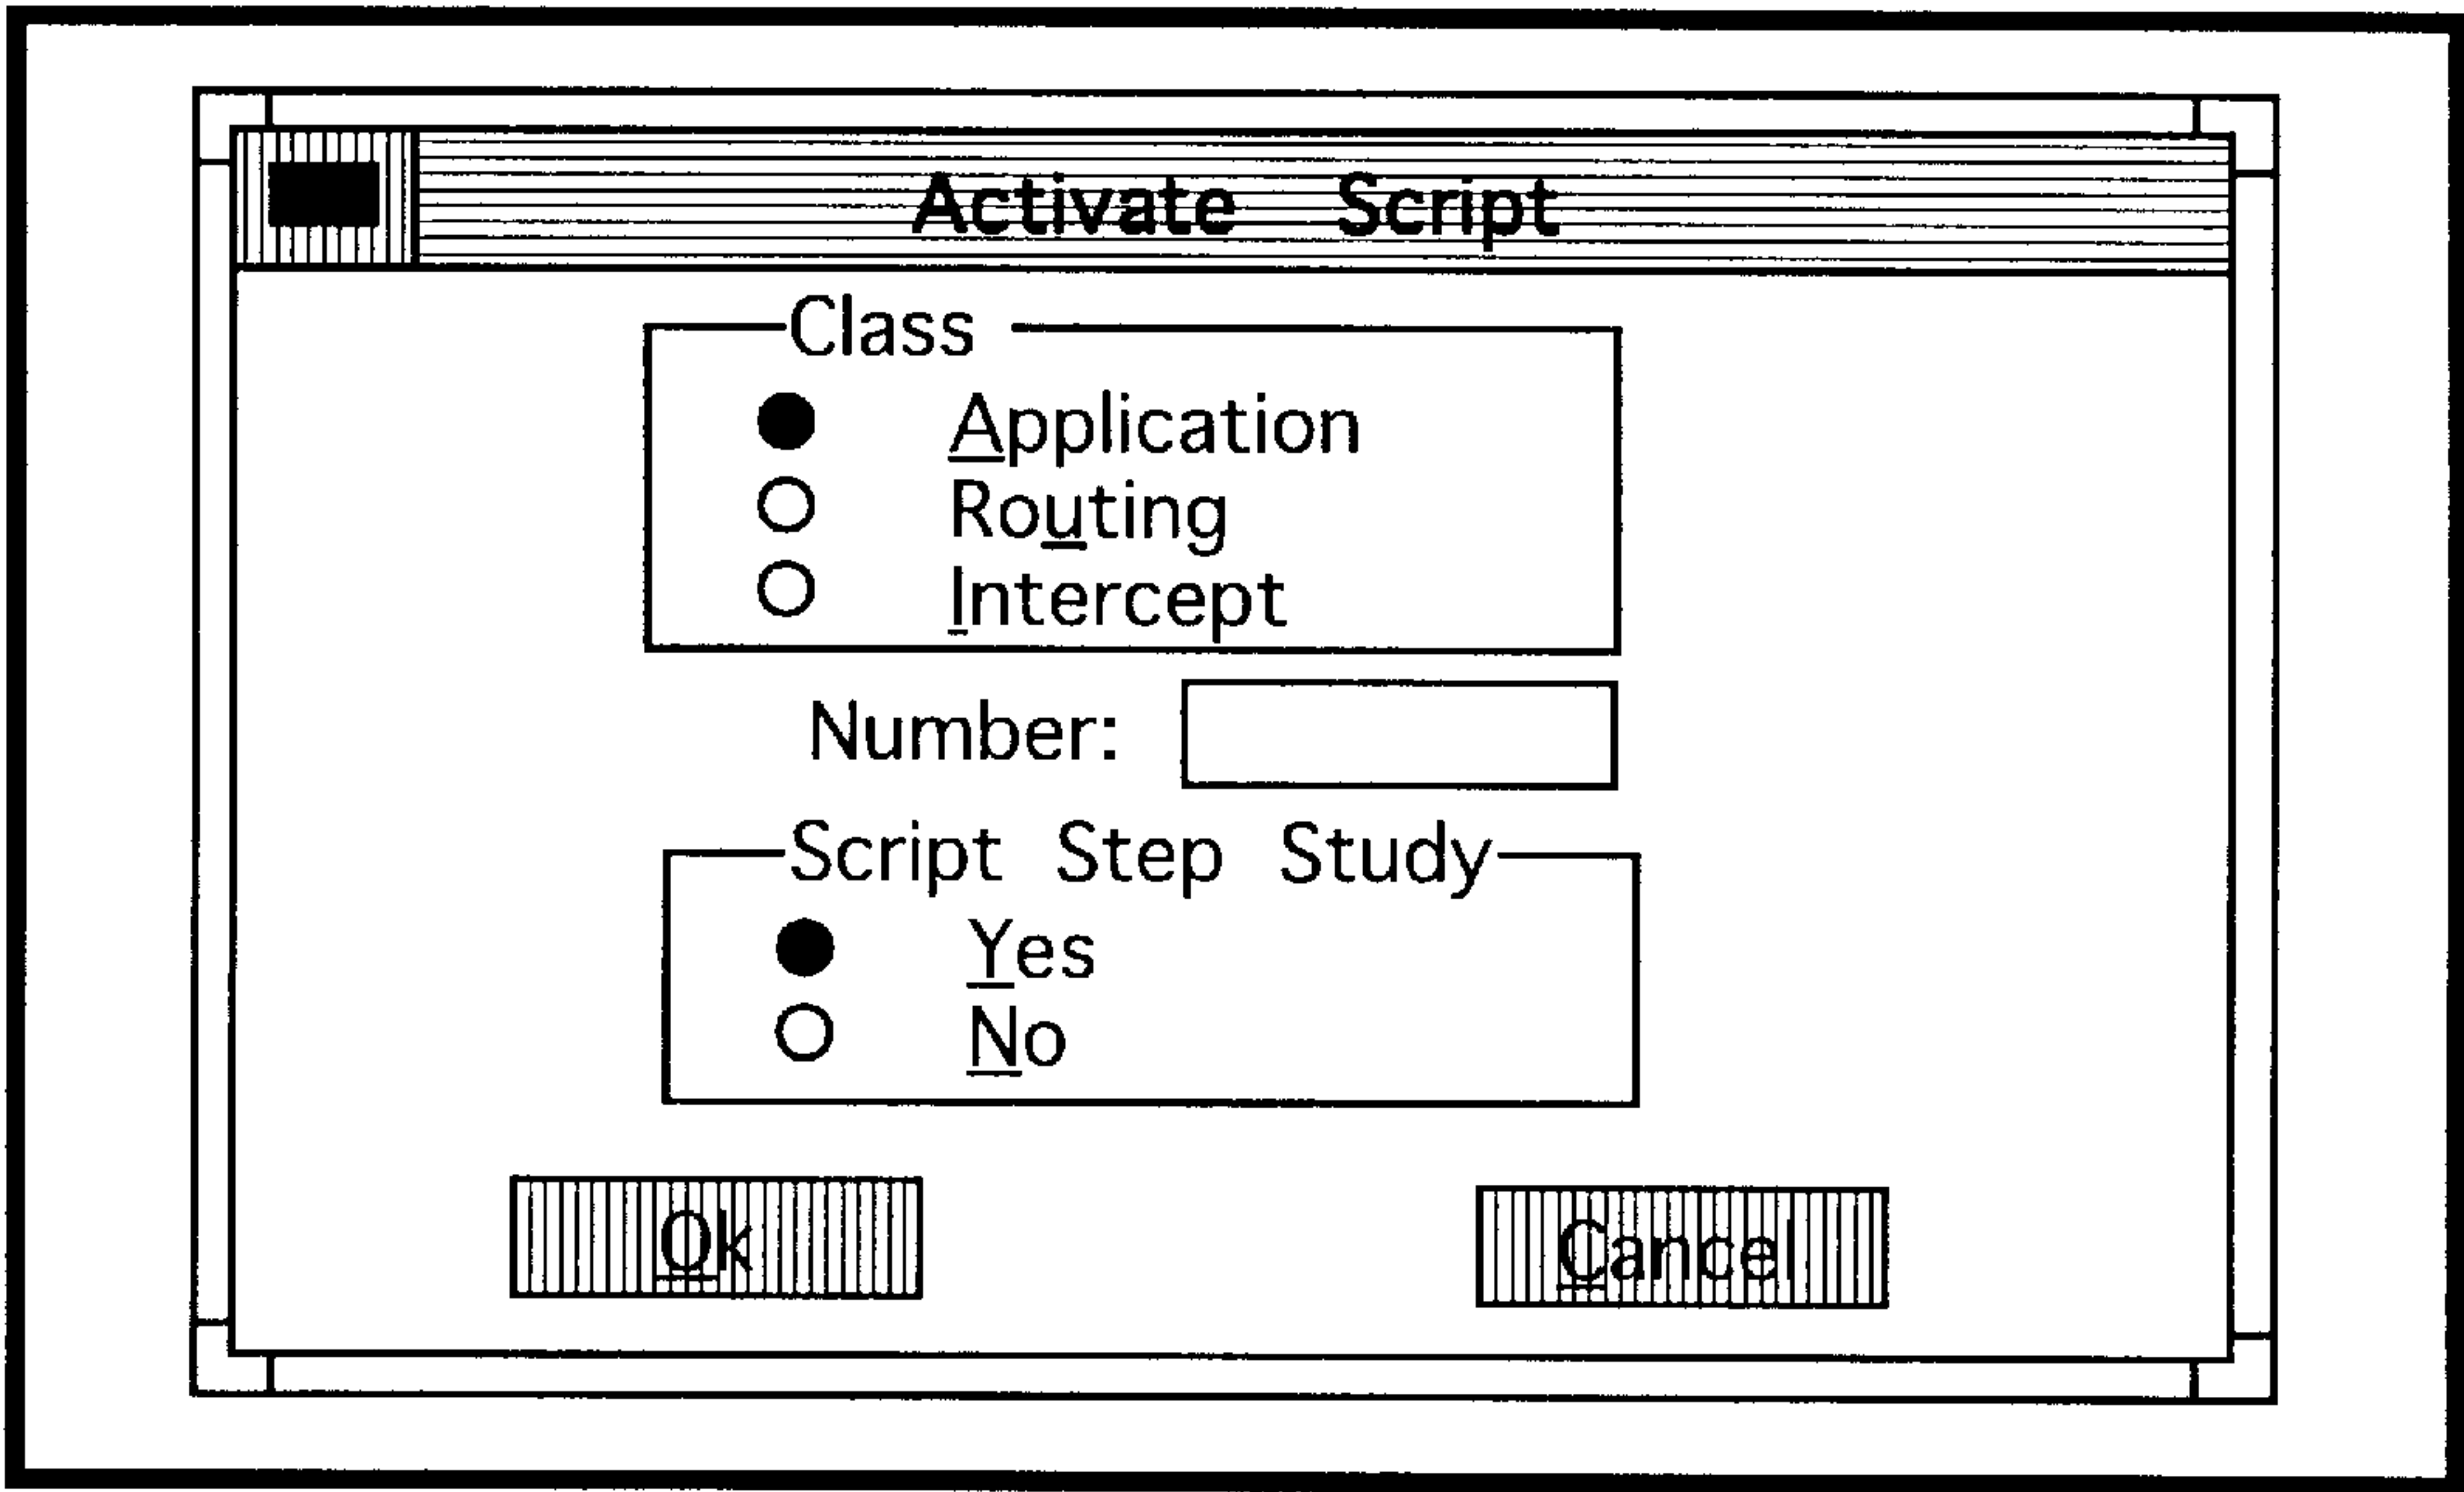 Activate Script
Class
Application
Routing
Intercept
Number:
Script Step Study
Yes
No
Ok
Cancel